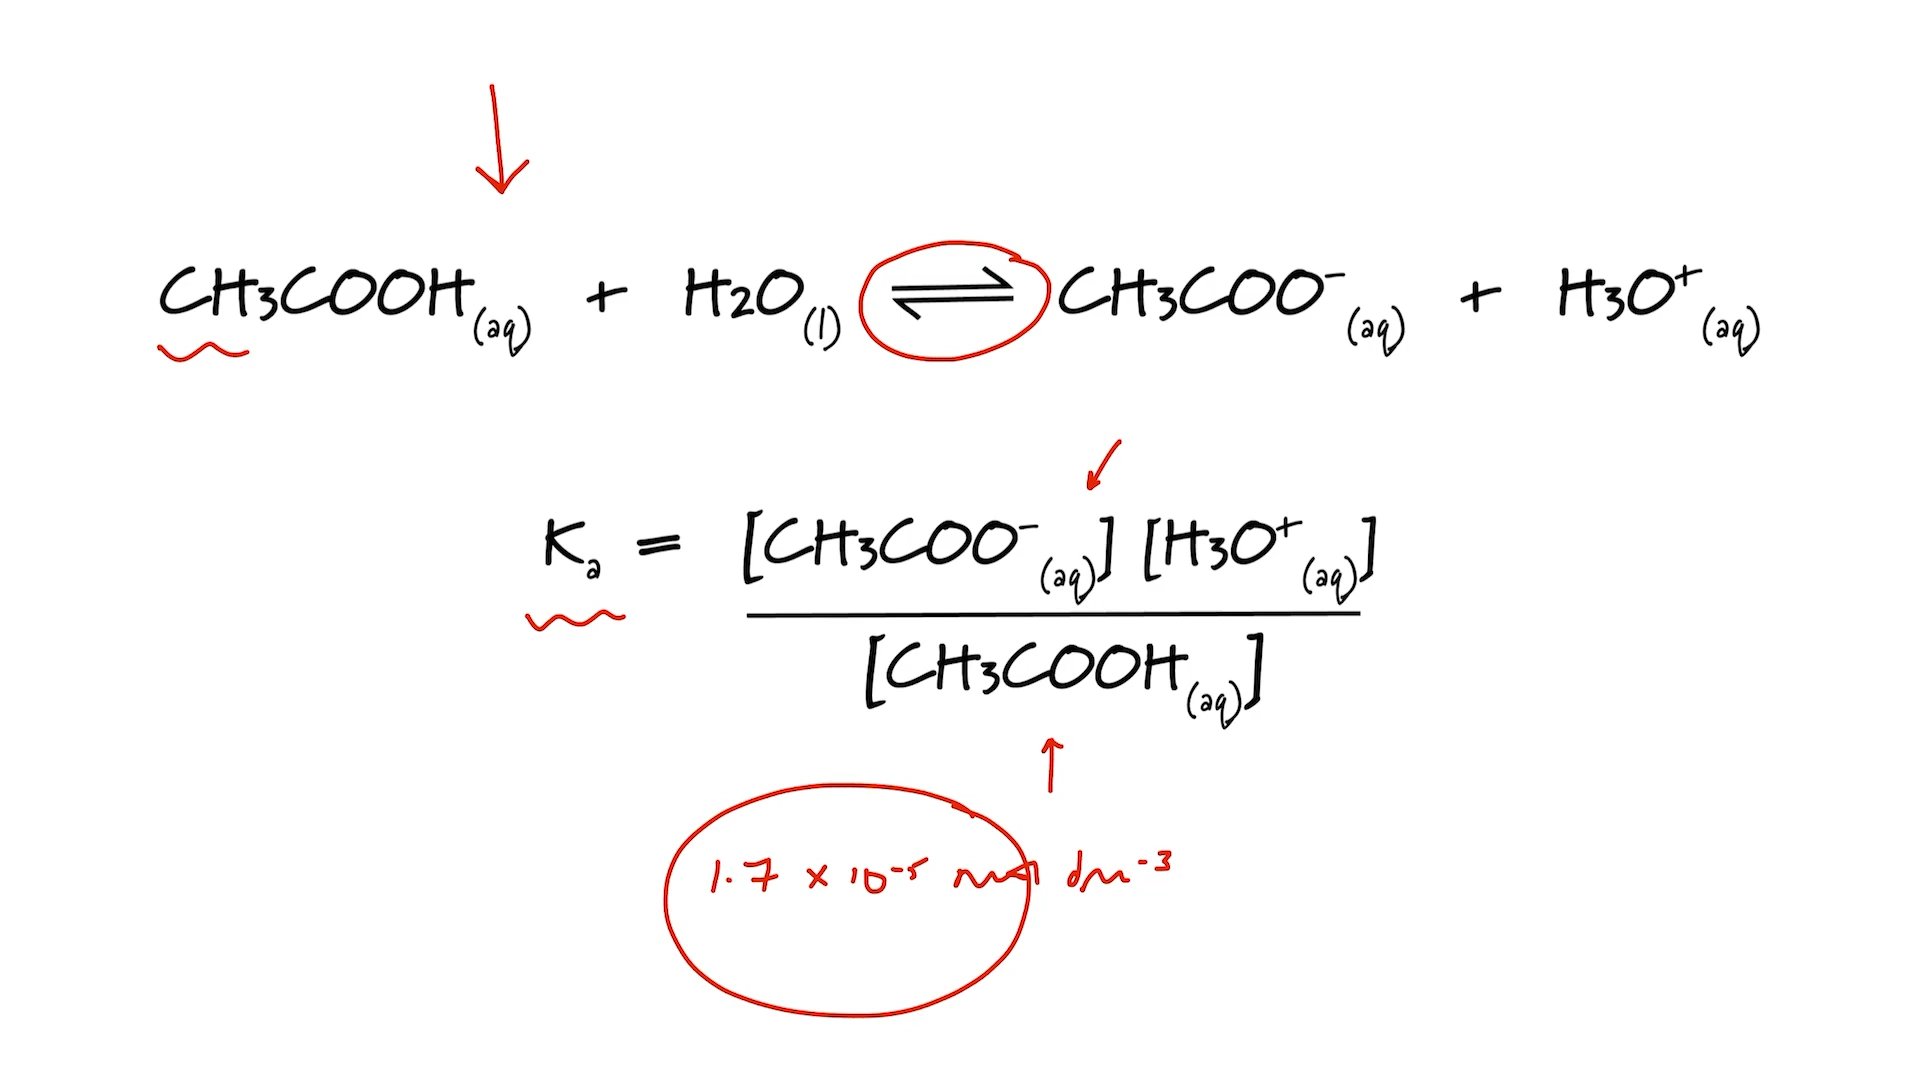 CH3COOH(aq) + H2O(l) ⇌ CH3COO⁻(aq) + H3O⁺(aq)
Ka = [CH3COO⁻(aq)] [H3O⁺(aq)]
[CH3COOH(aq)]
1.7 × 10⁻⁵ mol dm⁻³